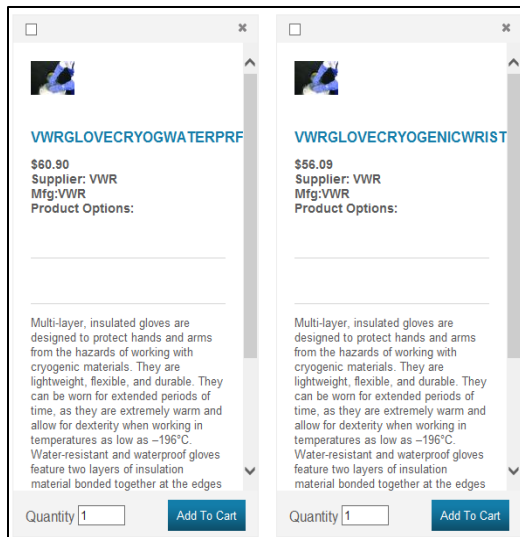 VWRGLOVECRYOGWATERPRF
$60.90
Supplier: VWR
Mfg:VWR
Product Options:
Multi-layer, insulated gloves are
designed to protect hands and arms
from the hazards of working with
cryogenic materials. They are
lightweight, flexible, and durable. They
can be worn for extended periods of
time, as they are extremely warm and
allow for dexterity when working in
temperatures as low as –196°C.
Water-resistant and waterproof gloves
feature two layers of insulation
material bonded together at the edges
Quantity 1 Add To Cart
VWRGLOVECRYOGENICWRIST
$56.09
Supplier: VWR
Mfg:VWR
Product Options:
Multi-layer, insulated gloves are
designed to protect hands and arms
from the hazards of working with
cryogenic materials. They are
lightweight, flexible, and durable. They
can be worn for extended periods of
time, as they are extremely warm and
allow for dexterity when working in
temperatures as low as –196°C.
Water-resistant and waterproof gloves
feature two layers of insulation
material bonded together at the edges
Quantity 1 Add To Cart